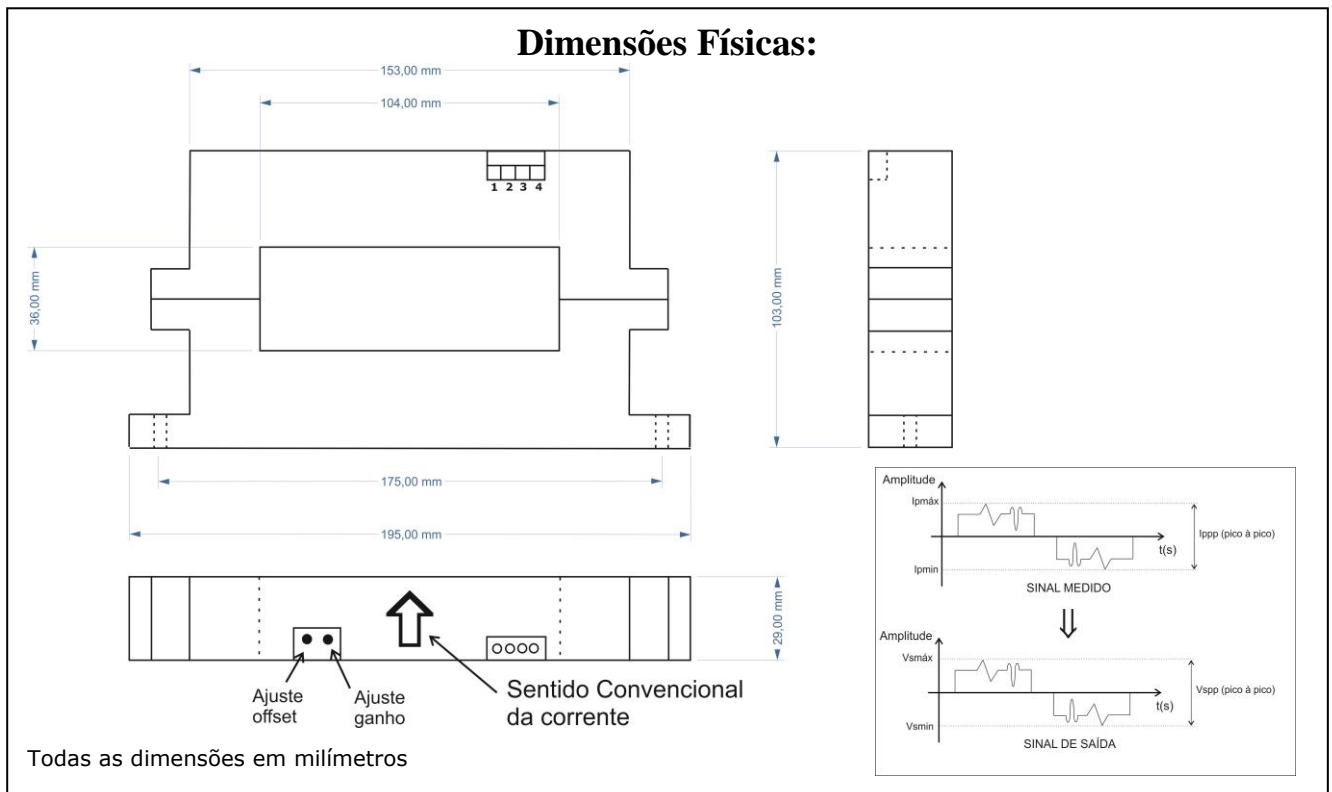 Dimensões Físicas:
153,00 mm
104,00 mm
1 2 3 4
36,00 mm
103,00 mm
175,00 mm
195,00 mm
29,00 mm
Ajuste
offset
Ajuste
ganho
Sentido Convencional
da corrente
Todas as dimensões em milímetros
Amplitude
Ipmáx
Ippp (pico à pico)
t(s)
Ipmin
SINAL MEDIDO
Amplitude
Vsmáx
Vspp (pico à pico)
t(s)
Vsmin
SINAL DE SAÍDA